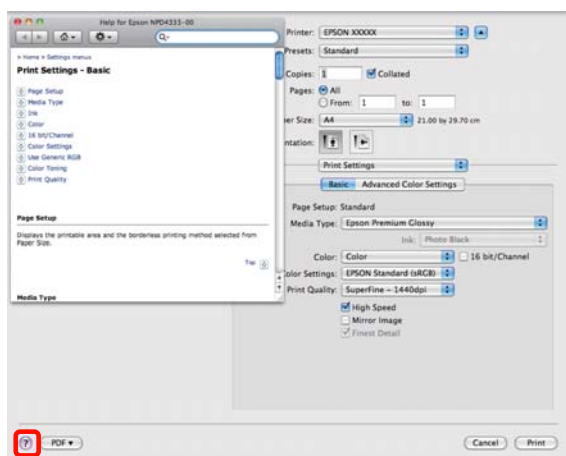 Help for Epson NPD4333-00
Home > Settings menus
Print Settings - Basic
Page Setup
Media Type
Ink
Color
16 bit/Channel
Color Settings
Use Generic RGB
Color Toning
Print Quality
Page Setup
Displays the printable area and the borderless printing method selected from
Paper Size.
Top
Media Type
Printer: EPSON XXXXX
Presets: Standard
Copies: 1 Collated
Pages: All
From: 1 to: 1
er Size: A4 21.00 by 29.70 cm
ntation:
Print Settings
Basic Advanced Color Settings
Page Setup: Standard
Media Type: Epson Premium Glossy
Ink: Photo Black
Color: Color 16 bit/Channel
olor Settings: EPSON Standard (sRGB)
Print Quality: SuperFine - 1440dpi
High Speed
Mirror Image
Finest Detail
? PDF Cancel Print